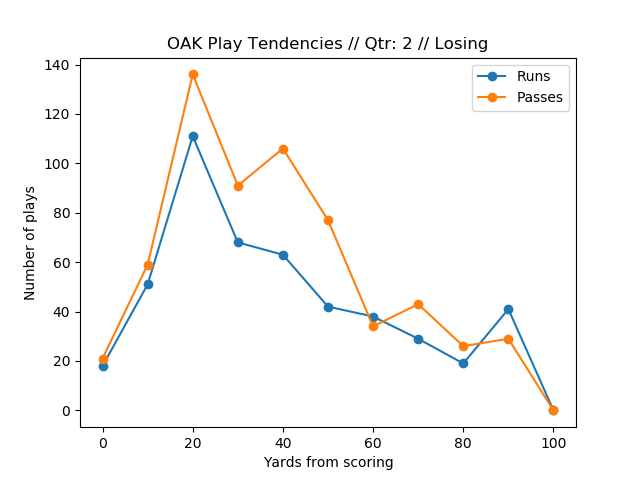 OAK Play Tendencies // Qtr: 2 // Losing
Runs
Passes
Number of plays
140
120
100
80
60
40
20
0
0 20 40 60 80 100
Yards from scoring